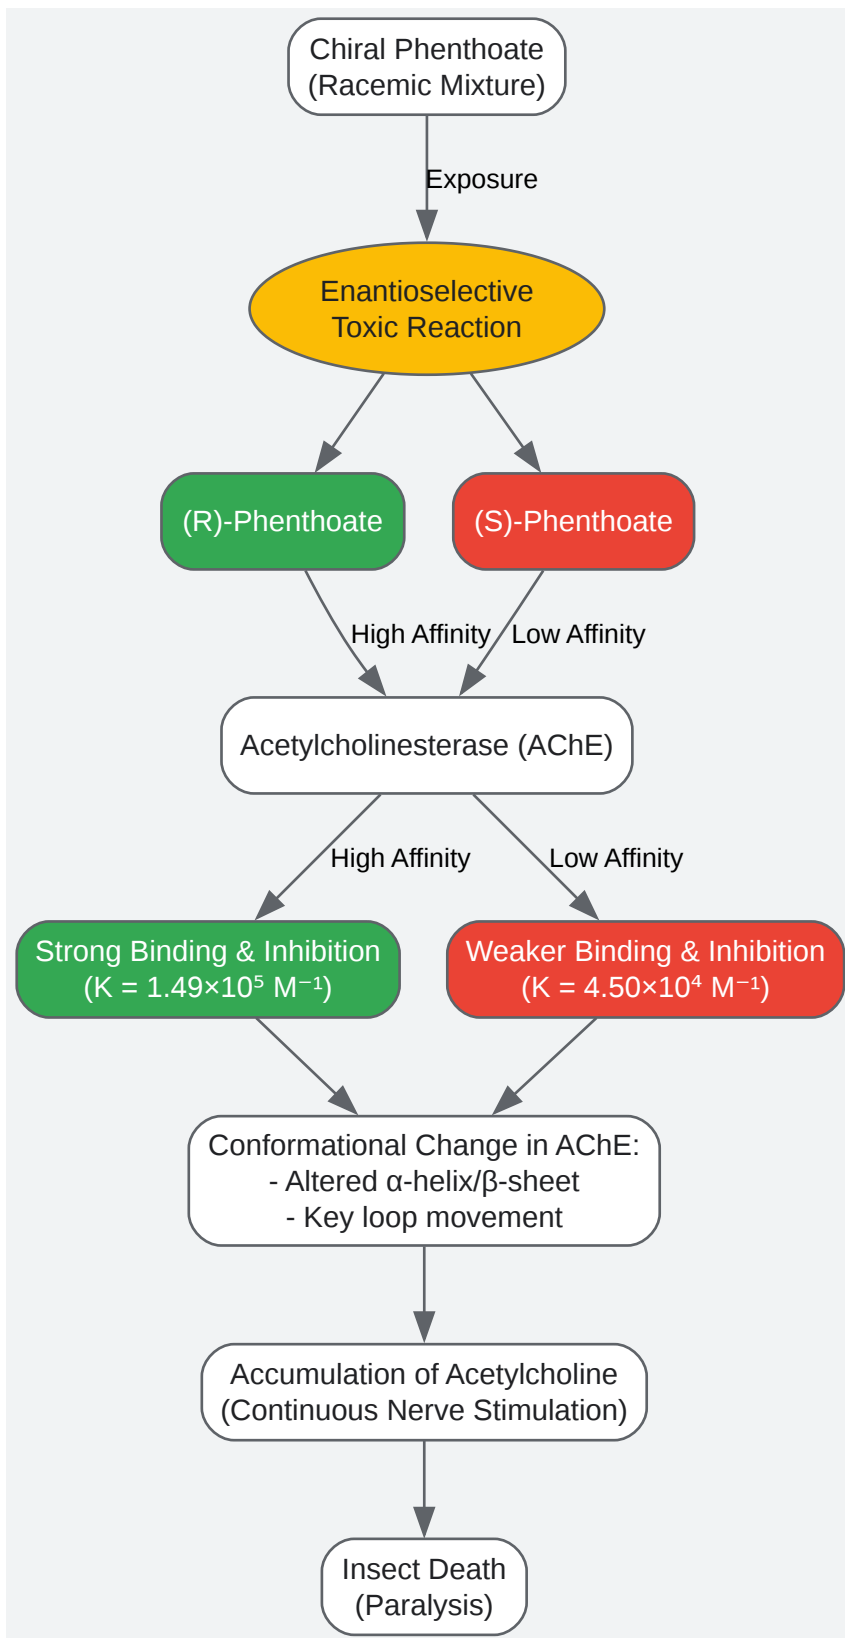 Chiral Phenthoate
(Racemic Mixture)
Exposure
Enantioselective
Toxic Reaction
(R)-Phenthoate
(S)-Phenthoate
High Affinity
Low Affinity
Acetylcholinesterase (AChE)
High Affinity
Low Affinity
Strong Binding & Inhibition
(K = 1.49×10⁵ M⁻¹)
Weaker Binding & Inhibition
(K = 4.50×10⁴ M⁻¹)
Conformational Change in AChE:
- Altered α-helix/β-sheet
- Key loop movement
Accumulation of Acetylcholine
(Continuous Nerve Stimulation)
Insect Death
(Paralysis)